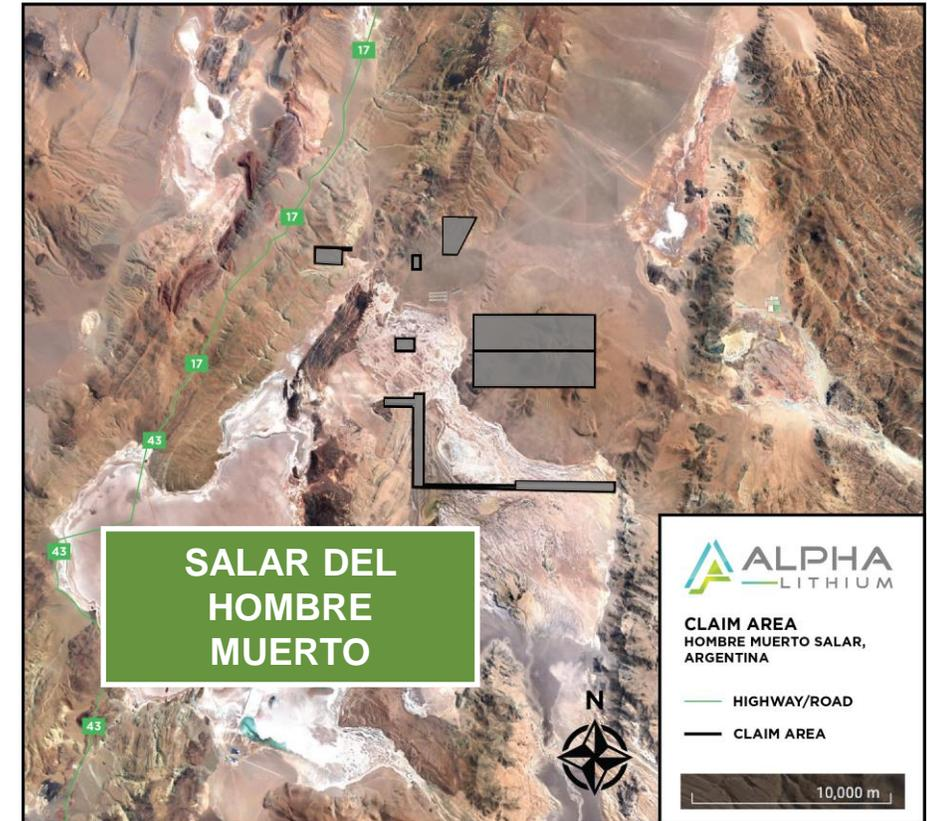 17
17
17
43
43
43
SALAR DEL
HOMBRE
MUERTO
N
ALPHA
LITHIUM
CLAIM AREA
HOMBRE MUERTO SALAR,
ARGENTINA
HIGHWAY/ROAD
CLAIM AREA
10,000 m